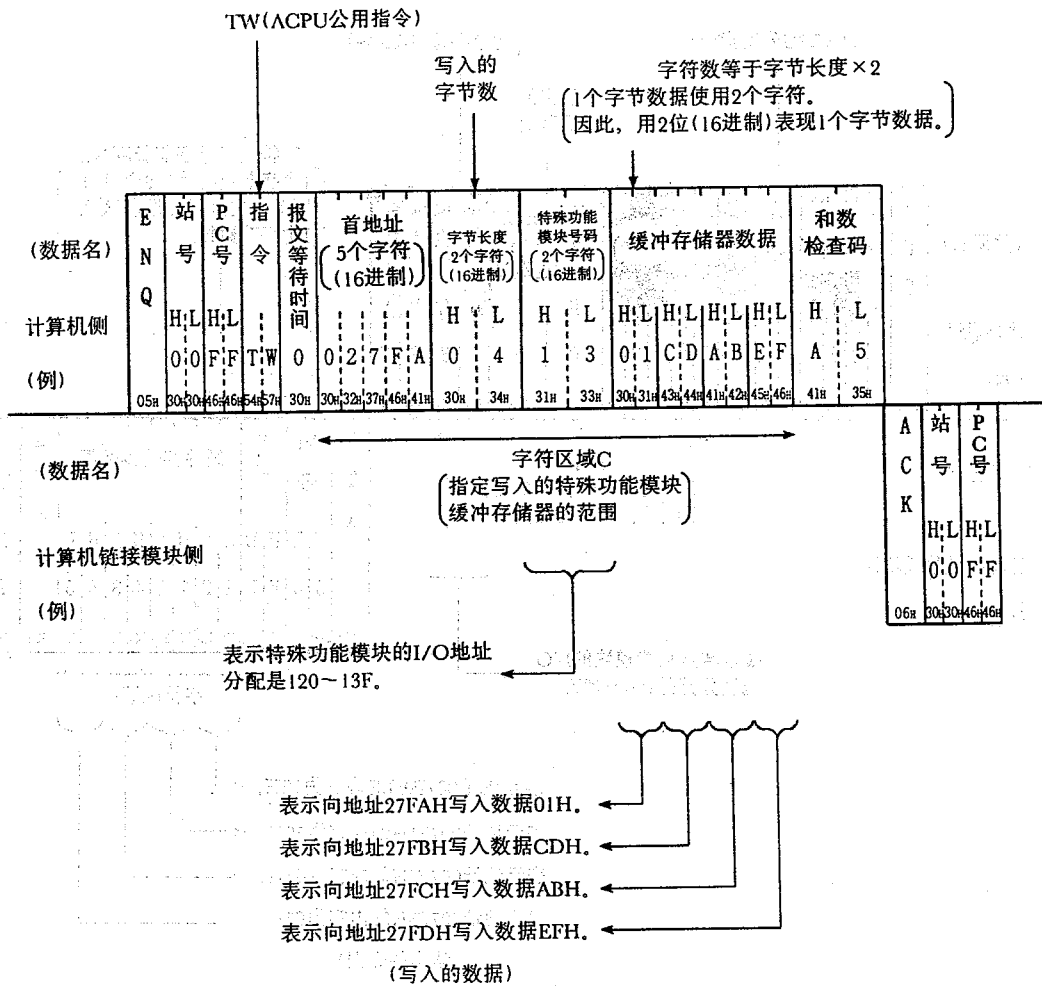 TW(ACPU公用指令)
写入的
字节数
字符数等于字节长度×2
1个字节数据使用2个字符。
因此，用2位(16进制)表现1个字节数据。
(数据名)
计算机侧
(例)
ENQ
05H
站号
H L
0 0
30H 30H
PC号
H L
F F
46H 46H
指令
T W
54H 57H
报文等待时间
0
30H
首地址
5个字符
(16进制)
0 2 7 F A
30H 32H 37H 46H 41H
字节长度
2个字符
(16进制)
H L
0 4
30H 34H
特殊功能
模块号码
2个字符
(16进制)
H L
1 3
31H 33H
缓冲存储器数据
H L H L H L H L
0 1 C D A B E F
30H 31H 43H 44H 41H 42H 45H 46H
和数
检查码
H L
A 5
41H 35H
(数据名)
计算机链接模块侧
(例)
字符区域C
指定写入的特殊功能模块
缓冲存储器的范围
ACK
06H
站号
H L
0 0
30H 30H
PC号
H L
F F
46H 46H
表示特殊功能模块的I/O地址
分配是120～13F。
表示向地址27FAH写入数据01H。
表示向地址27FBH写入数据CDH。
表示向地址27FCH写入数据ABH。
表示向地址27FDH写入数据EFH。
(写入的数据)